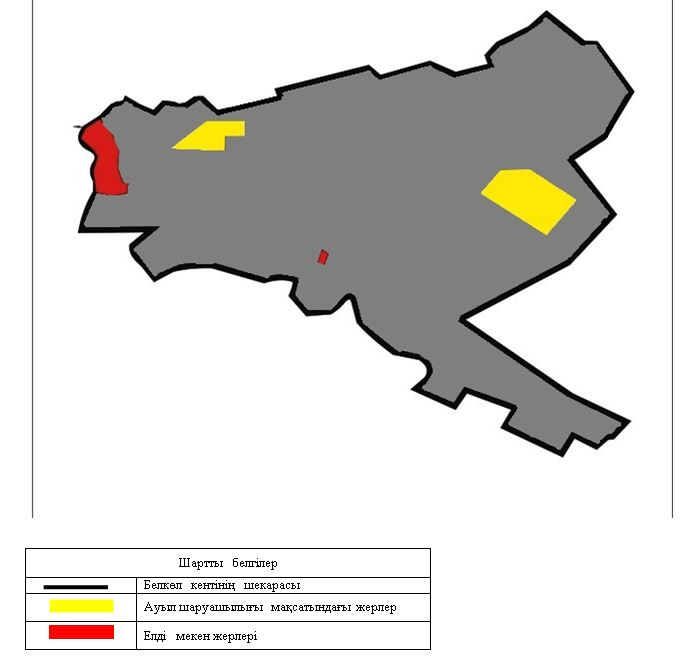 Шартты белгілер
Белкөл кентінің шекарасы
Ауыл шаруашылығы мақсатындағы жерлер
Елді мекен жерлері